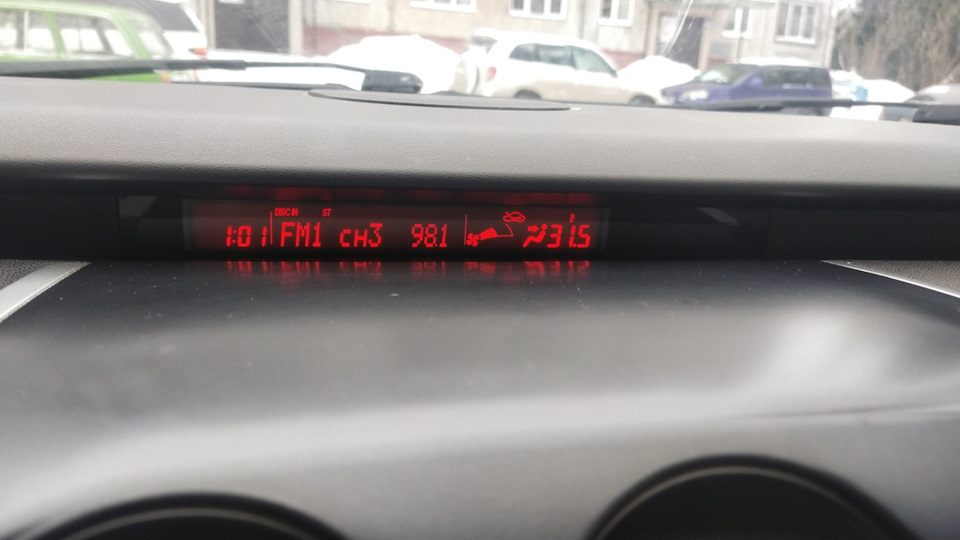 DISC IN ST
1:01 FM1 CH3 98.1 31.5